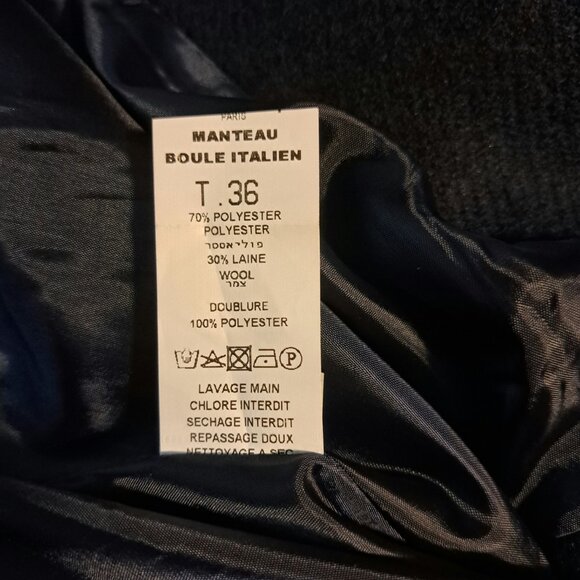 PARIS
MANTEAU
BOULE ITALIEN
T.36
70% POLYESTER
POLYESTER
פוליאסטר
30% LAINE
WOOL
צמר
DOUBLURE
100% POLYESTER
P
LAVAGE MAIN
CHLORE INTERDIT
SECHAGE INTERDIT
REPASSAGE DOUX
NETTOYAGE A SEC